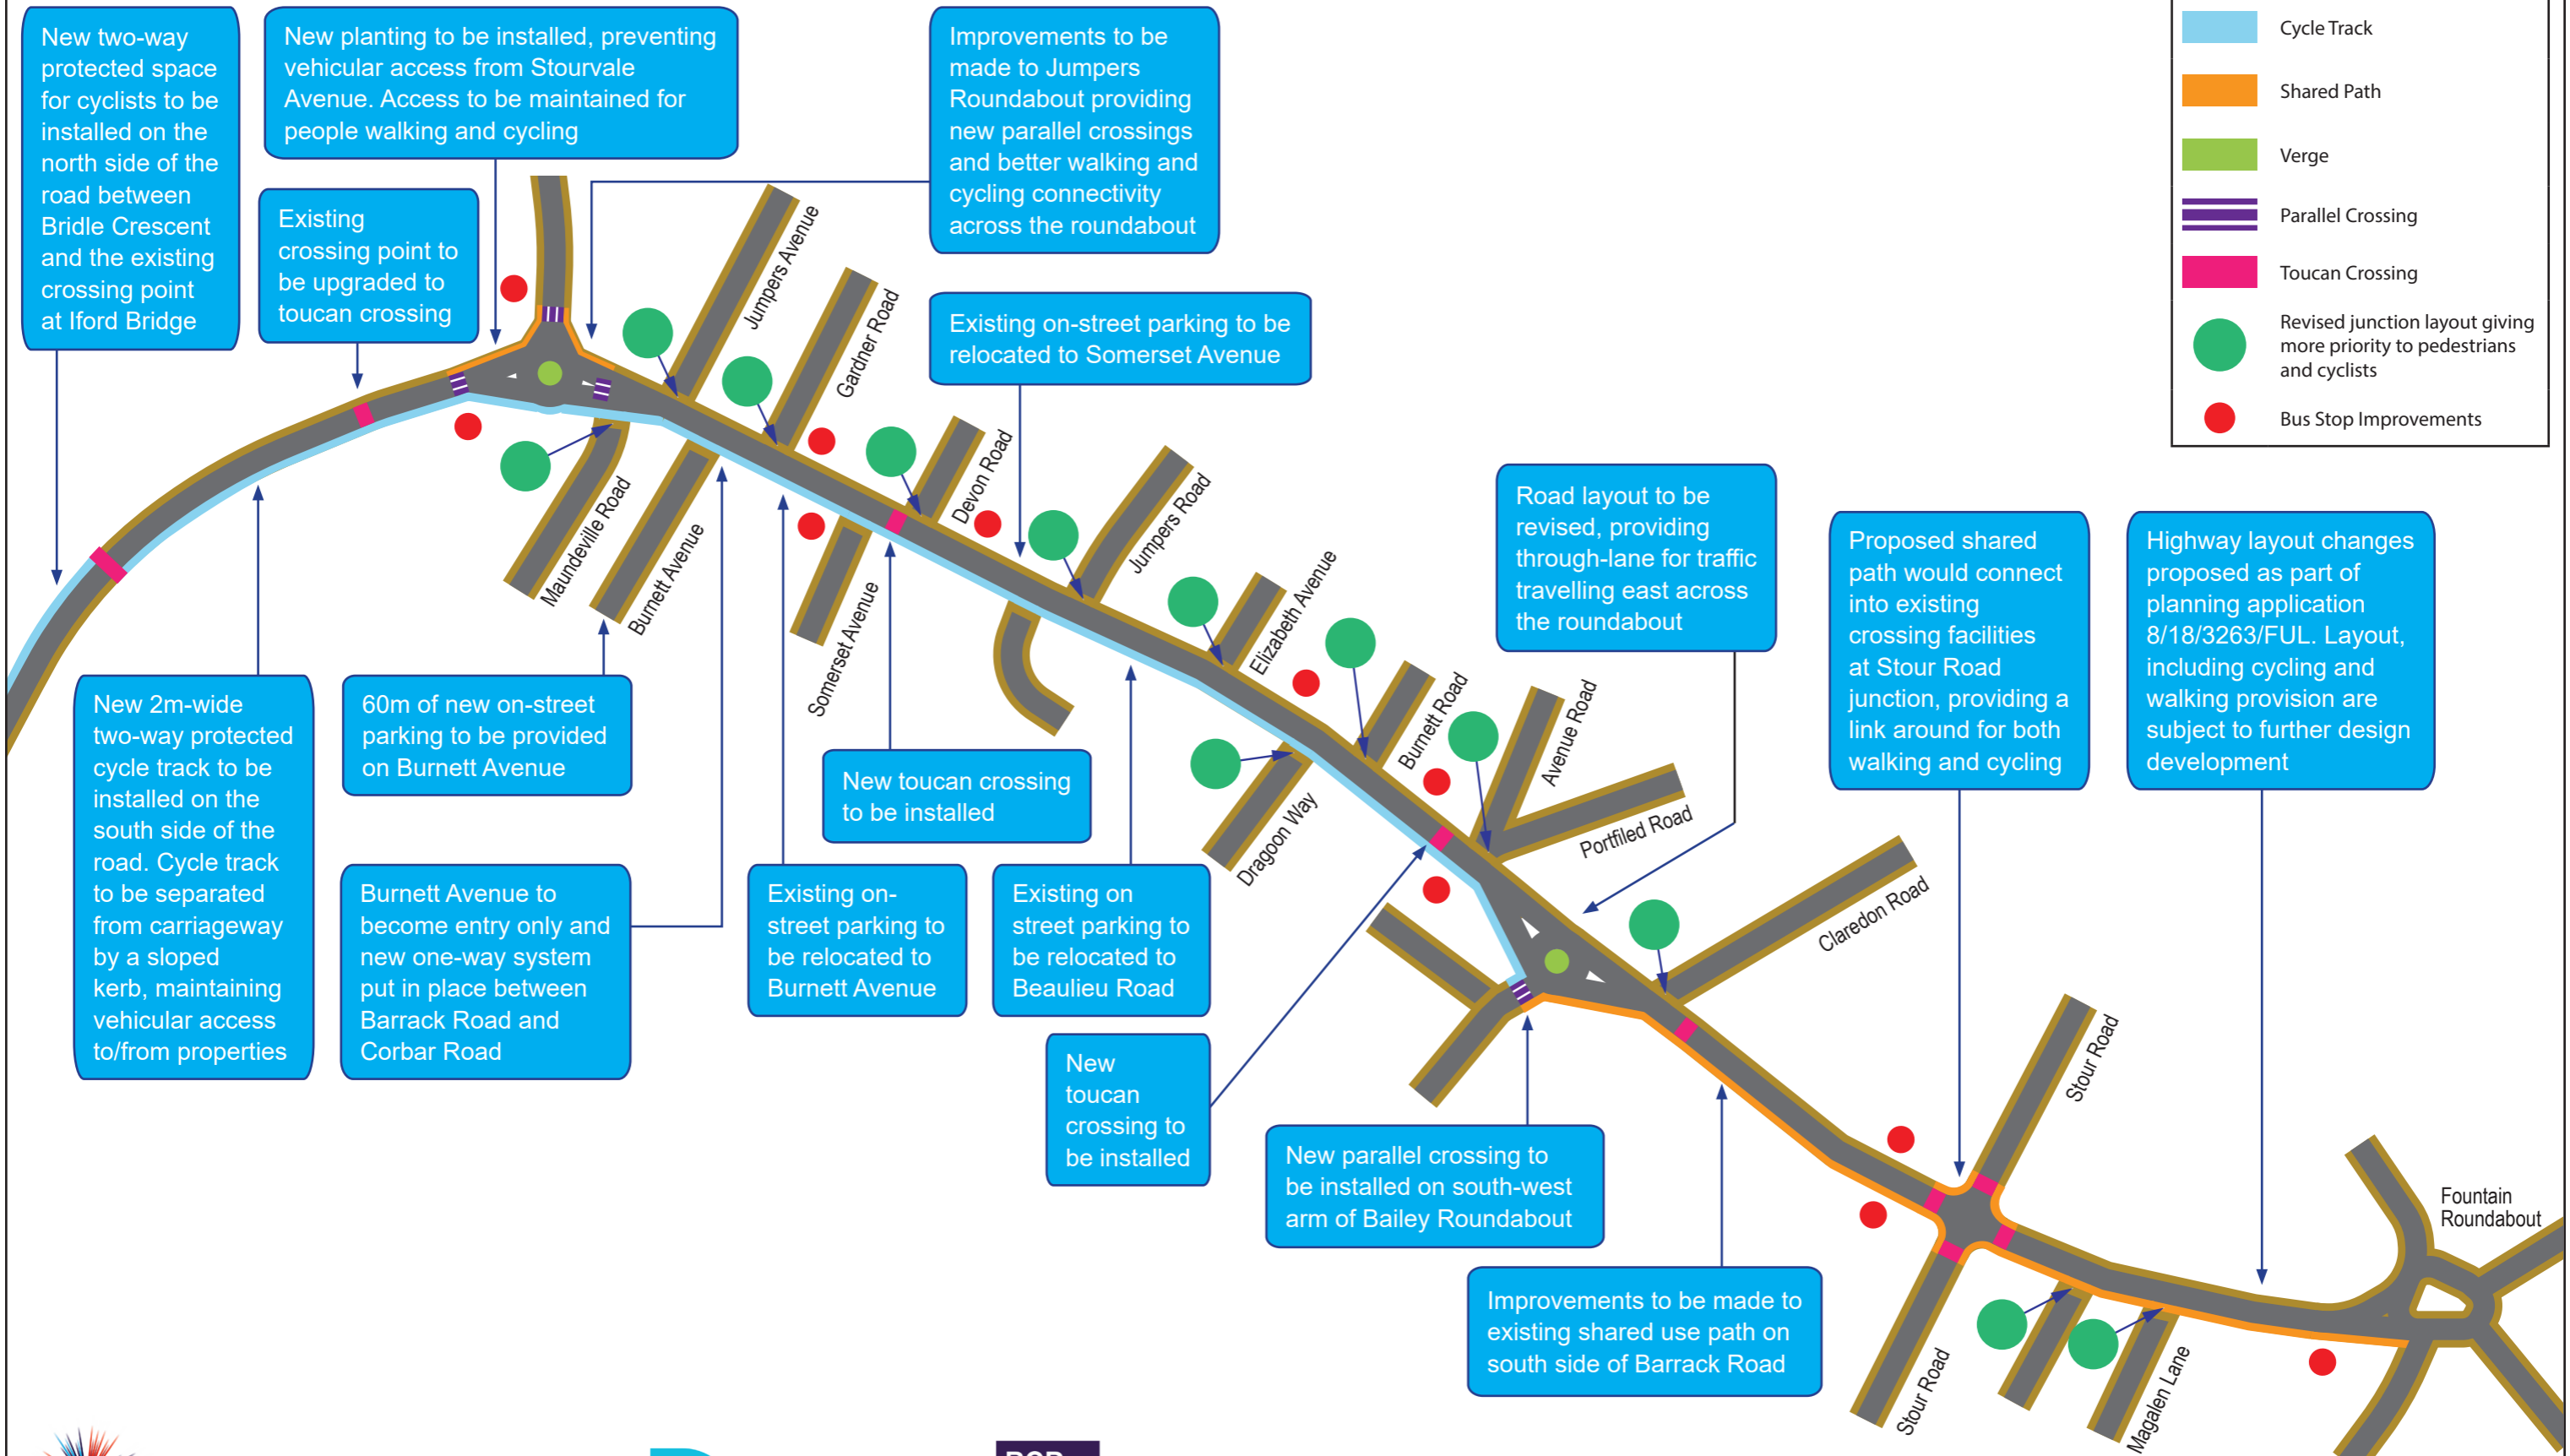 New two-way
protected space
for cyclists to be
installed on the
north side of the
road between
Bridle Crescent
and the existing
crossing point
at Iford Bridge
New planting to be installed, preventing
vehicular access from Stourvale
Avenue. Access to be maintained for
people walking and cycling
Existing
crossing point to
be upgraded to
toucan crossing
Improvements to be
made to Jumpers
Roundabout providing
new parallel crossings
and better walking and
cycling connectivity
across the roundabout
Existing on-street parking to be
relocated to Somerset Avenue
Cycle Track
Shared Path
Verge
Parallel Crossing
Toucan Crossing
Revised junction layout giving
more priority to pedestrians
and cyclists
Bus Stop Improvements
Jumpers Avenue
Gardner Road
Devon Road
Jumpers Road
Elizabeth Avenue
Burnett Road
Avenue Road
Portfiled Road
Claredon Road
Maundeville Road
Burnett Avenue
Somerset Avenue
Dragoon Way
Road layout to be
revised, providing
through-lane for traffic
travelling east across
the roundabout
Proposed shared
path would connect
into existing
crossing facilities
at Stour Road
junction, providing a
link around for both
walking and cycling
Highway layout changes
proposed as part of
planning application
8/18/3263/FUL. Layout,
including cycling and
walking provision are
subject to further design
development
New 2m-wide
two-way protected
cycle track to be
installed on the
south side of the
road. Cycle track
to be separated
from carriageway
by a sloped
kerb, maintaining
vehicular access
to/from properties
60m of new on-street
parking to be provided
on Burnett Avenue
Burnett Avenue to
become entry only and
new one-way system
put in place between
Barrack Road and
Corbar Road
New toucan crossing
to be installed
Existing on-
street parking to
be relocated to
Burnett Avenue
Existing on
street parking to
be relocated to
Beaulieu Road
New
toucan
crossing to
be installed
New parallel crossing to
be installed on south-west
arm of Bailey Roundabout
Improvements to be made to
existing shared use path on
south side of Barrack Road
Stour Road
Stour Road
Magalen Lane
Fountain
Roundabout
BCP